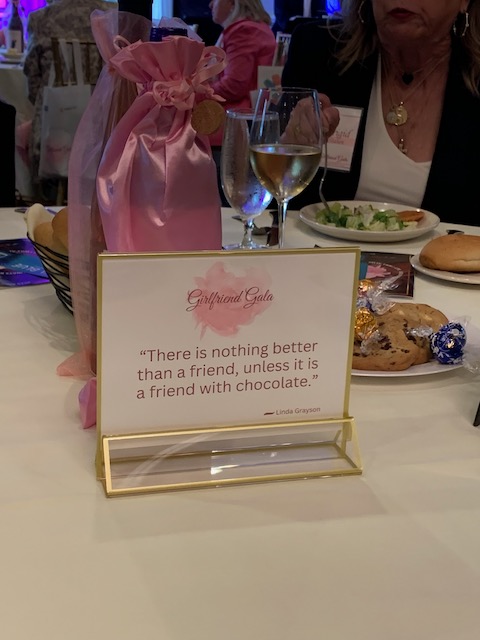 Girlfriend Gala
“There is nothing better
than a friend, unless it is
a friend with chocolate.”
Linda Grayson